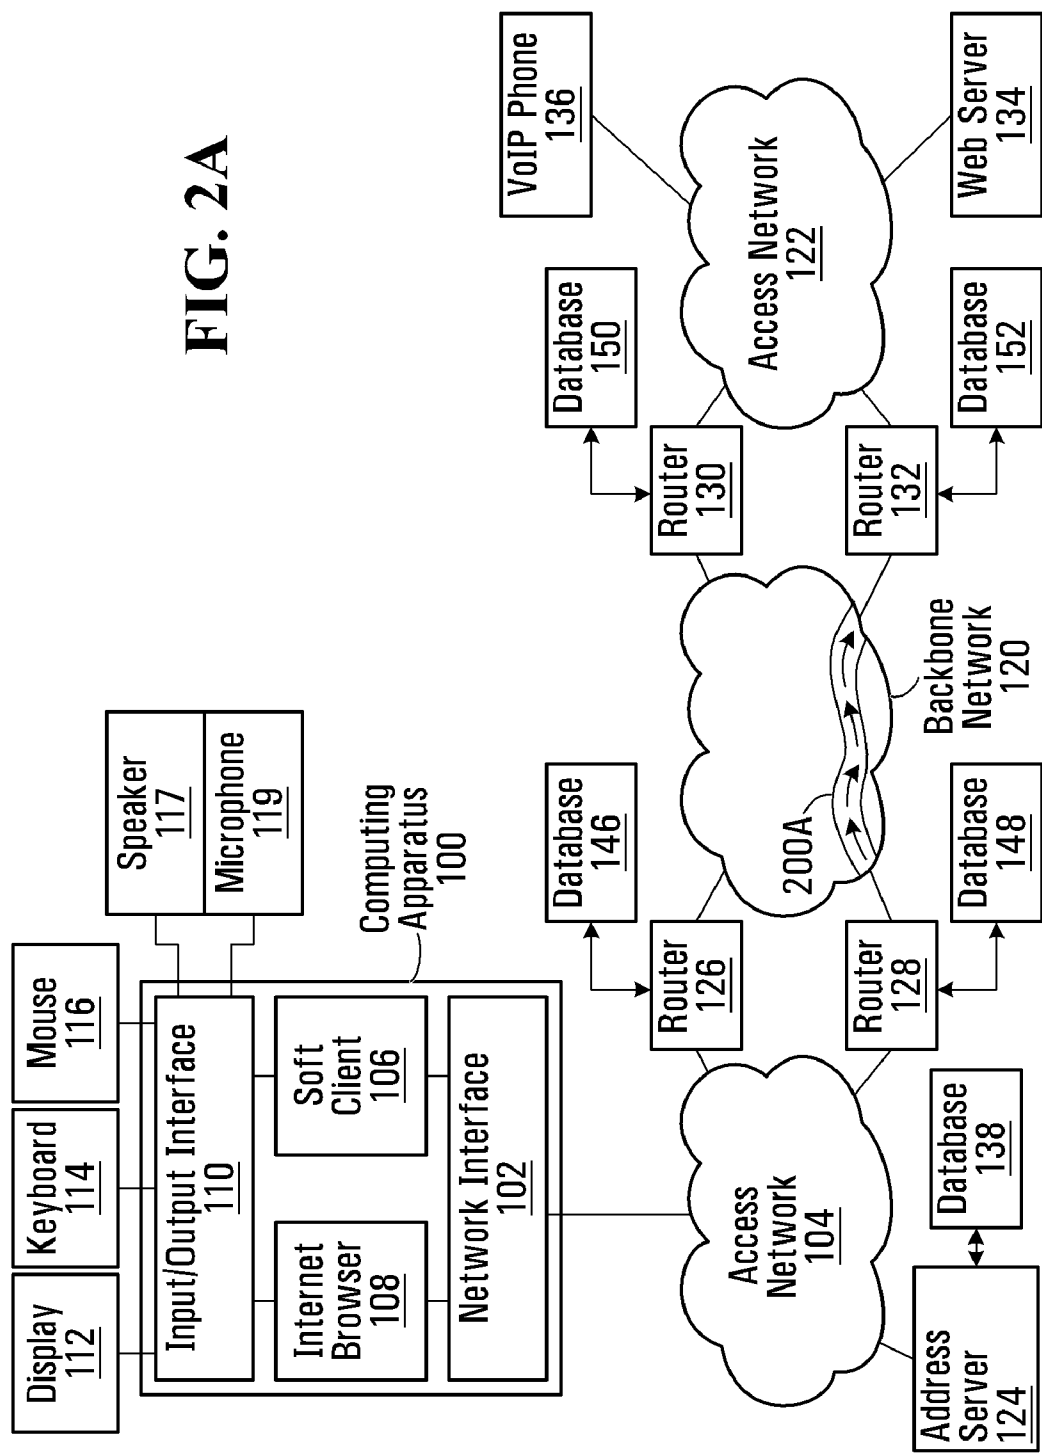 FIG. 2A
Display
112
Keyboard
114
Mouse
116
Speaker
117
Microphone
119
Input/Output Interface
110
Internet
Browser
108
Soft
Client
106
Network Interface
102
Computing
Apparatus
100
Access
Network
104
Address
Server
124
Database
138
Router
126
Database
146
Router
128
Database
148
200A
Backbone
Network
120
Router
130
Database
150
Router
132
Database
152
Access Network
122
VoIP Phone
136
Web Server
134